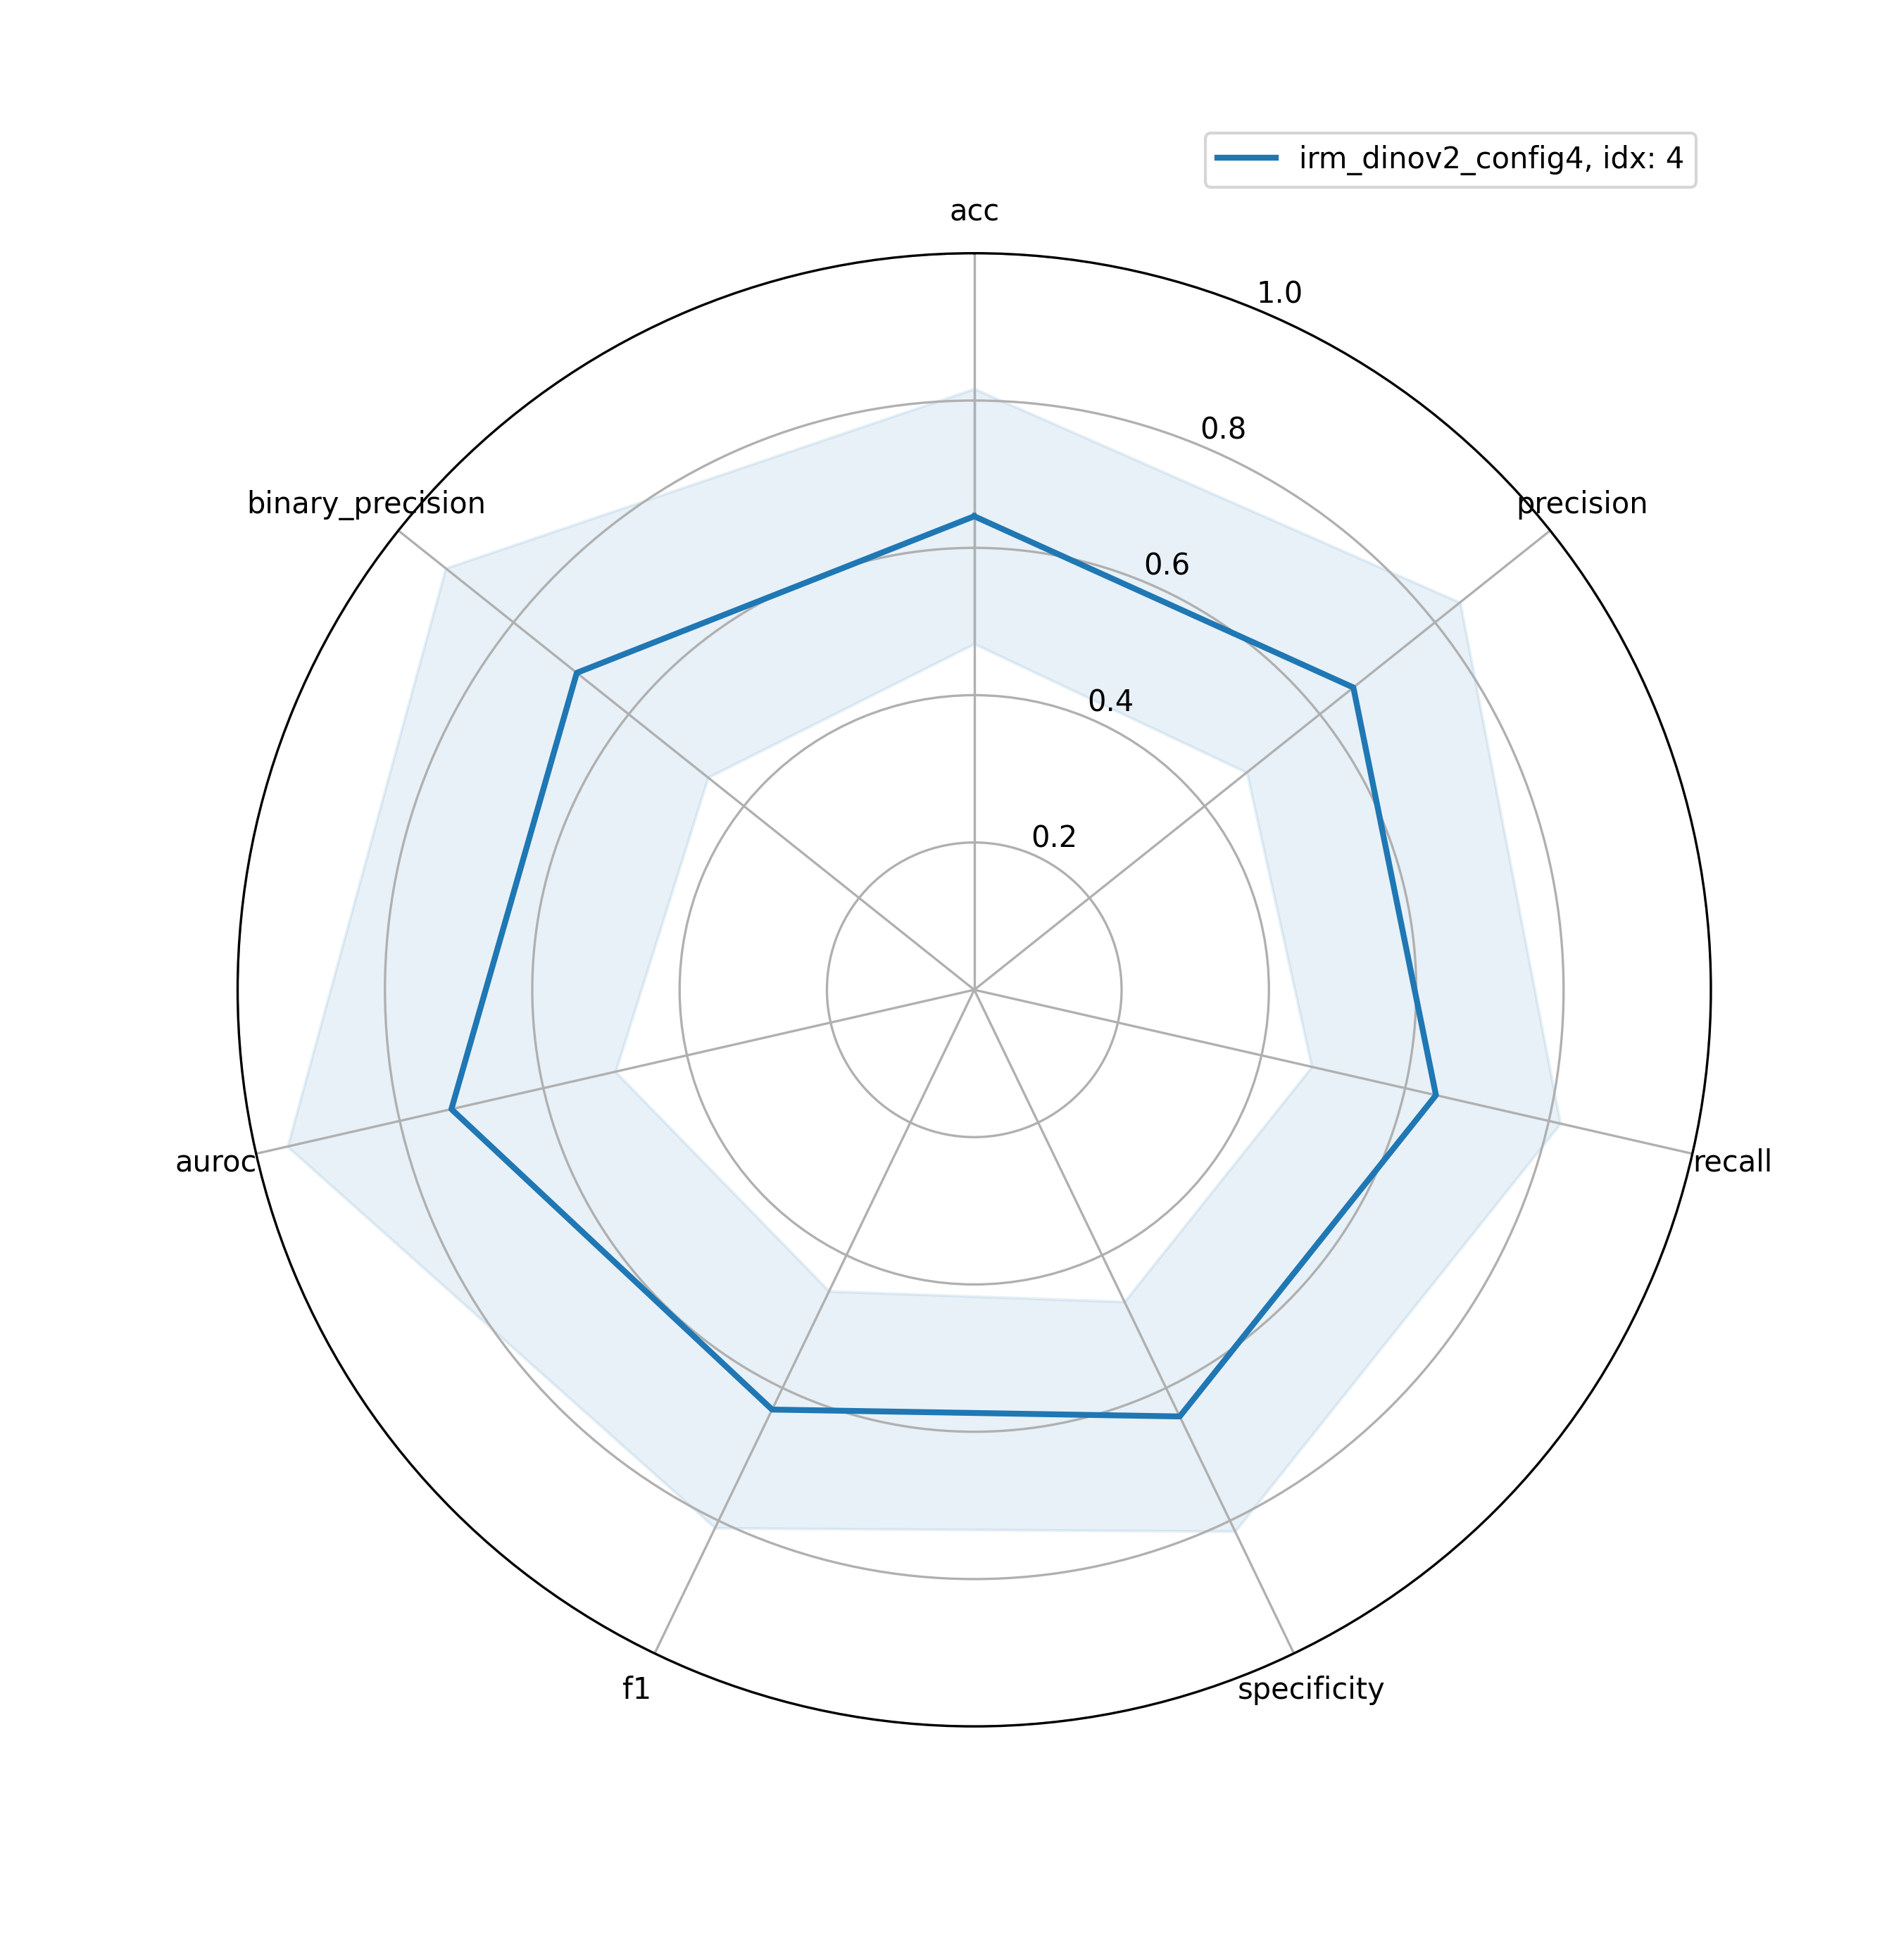 irm_dinov2_config4, idx: 4
acc
1.0
0.8
binary_precision
precision
0.6
0.4
0.2
auroc
recall
f1
specificity